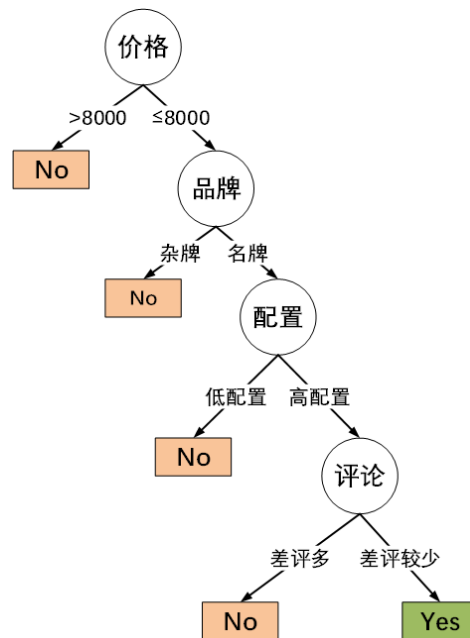 价格
>8000
≤8000
No
品牌
杂牌
名牌
No
配置
低配置
高配置
No
评论
差评多
差评较少
No
Yes